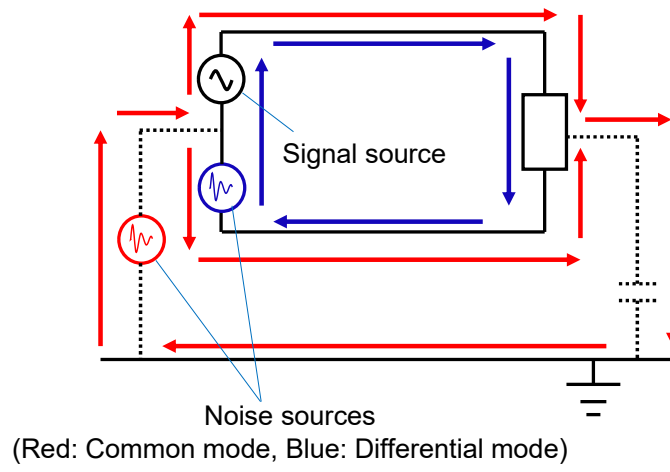 Signal source
Noise sources
(Red: Common mode, Blue: Differential mode)